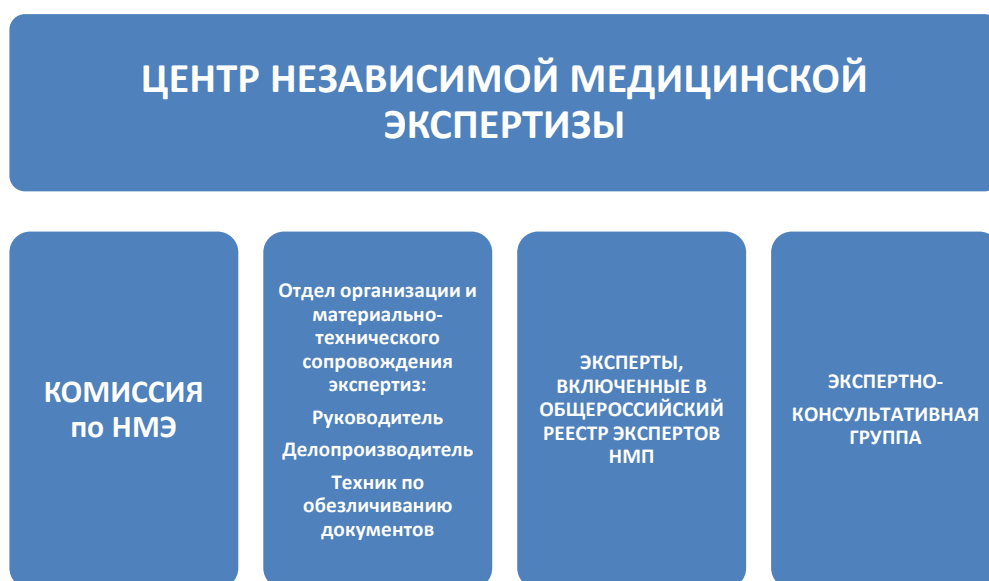 ЦЕНТР НЕЗАВИСИМОЙ МЕДИЦИНСКОЙ
ЭКСПЕРТИЗЫ
КОМИССИЯ
по НМЭ
Отдел организации и
материально-
технического
сопровождения
экспертиз:
Руководитель
Делопроизводитель
Техник по
обезличиванию
документов
ЭКСПЕРТЫ,
ВКЛЮЧЕННЫЕ В
ОБЩЕРОССИЙСКИЙ
РЕЕСТР ЭКСПЕРТОВ
НМП
ЭКСПЕРТНО-
КОНСУЛЬТАТИВНАЯ
ГРУППА